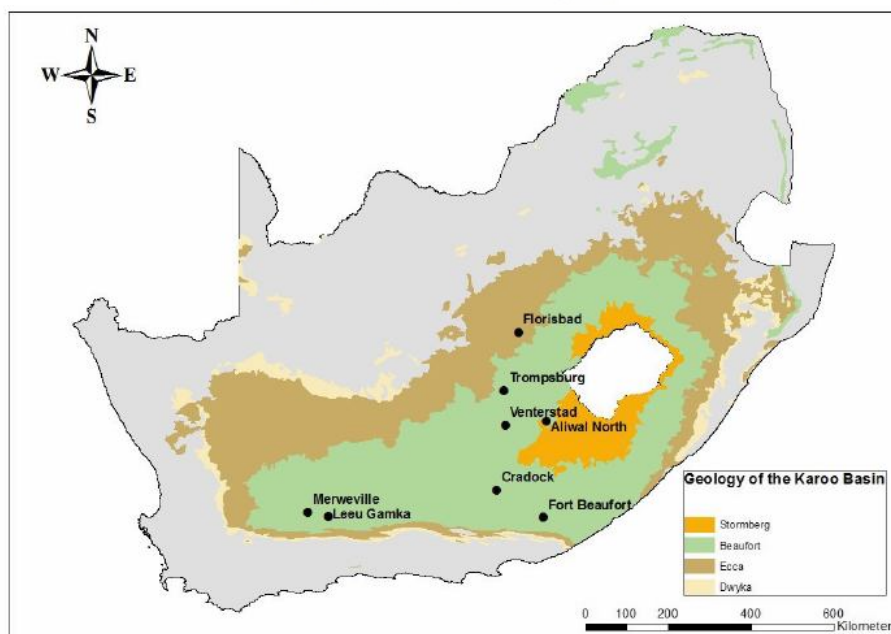 N
W E
S
Florisbad
Trompsburg
Venterstad
Aliwal North
Cradock
Merweville
Leeu Gamka
Fort Beaufort
Geology of the Karoo Basin
Stormberg
Beaufort
Ecca
Dwyka
0 100 200 400 600
Kilometer